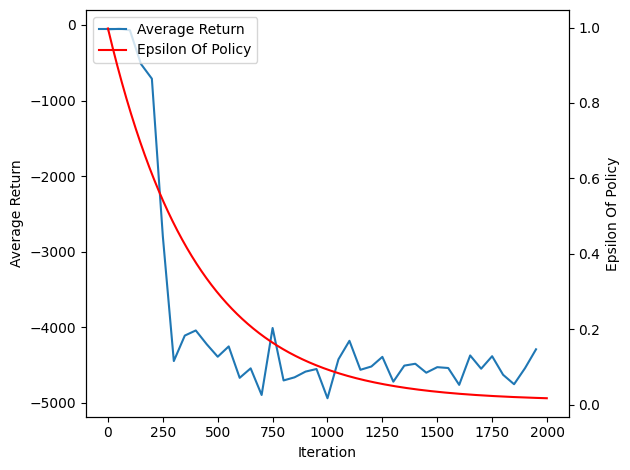 Average Return
Epsilon Of Policy
0
−1000
−2000
−3000
−4000
−5000
Average Return
1.0
0.8
0.6
0.4
0.2
0.0
Epsilon Of Policy
0 250 500 750 1000 1250 1500 1750 2000
Iteration